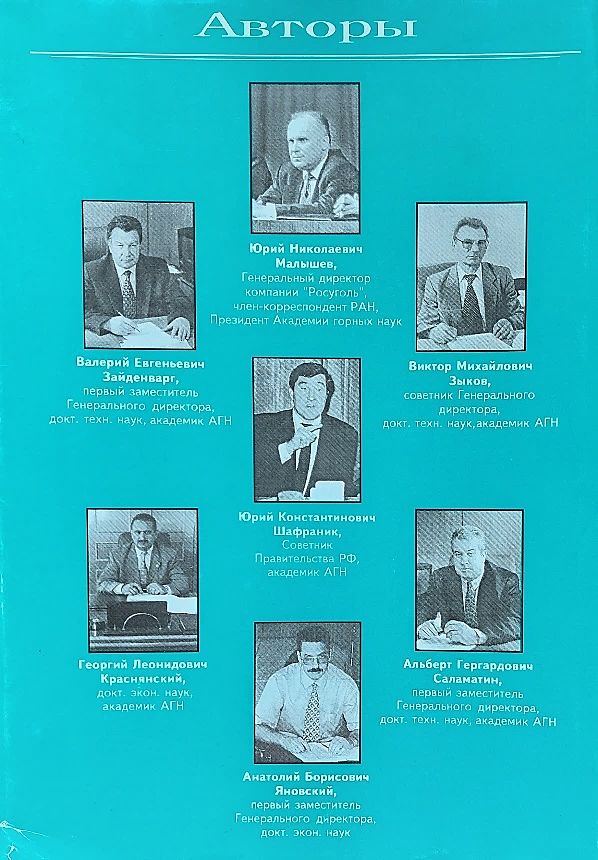 Авторы
Юрий Николаевич
Малышев,
Генеральный директор
компании "Росуголь",
член-корреспондент РАН,
Президент Академии горных наук
Валерий Евгеньевич
Зайденварг,
первый заместитель
Генерального директора,
докт. техн. наук, академик АГН
Виктор Михайлович
Зыков,
советник Генерального
директора,
докт. техн. наук,академик АГН
Юрий Константинович
Шафраник,
Советник
Правительства РФ,
академик АГН
Георгий Леонидович
Краснянский,
докт. экон. наук,
академик АГН
Альберт Гергардович
Саламатин,
первый заместитель
Генерального директора,
докт. техн. наук, академик АГН
Анатолий Борисович
Яновский,
первый заместитель
Генерального директора,
докт. экон. наук